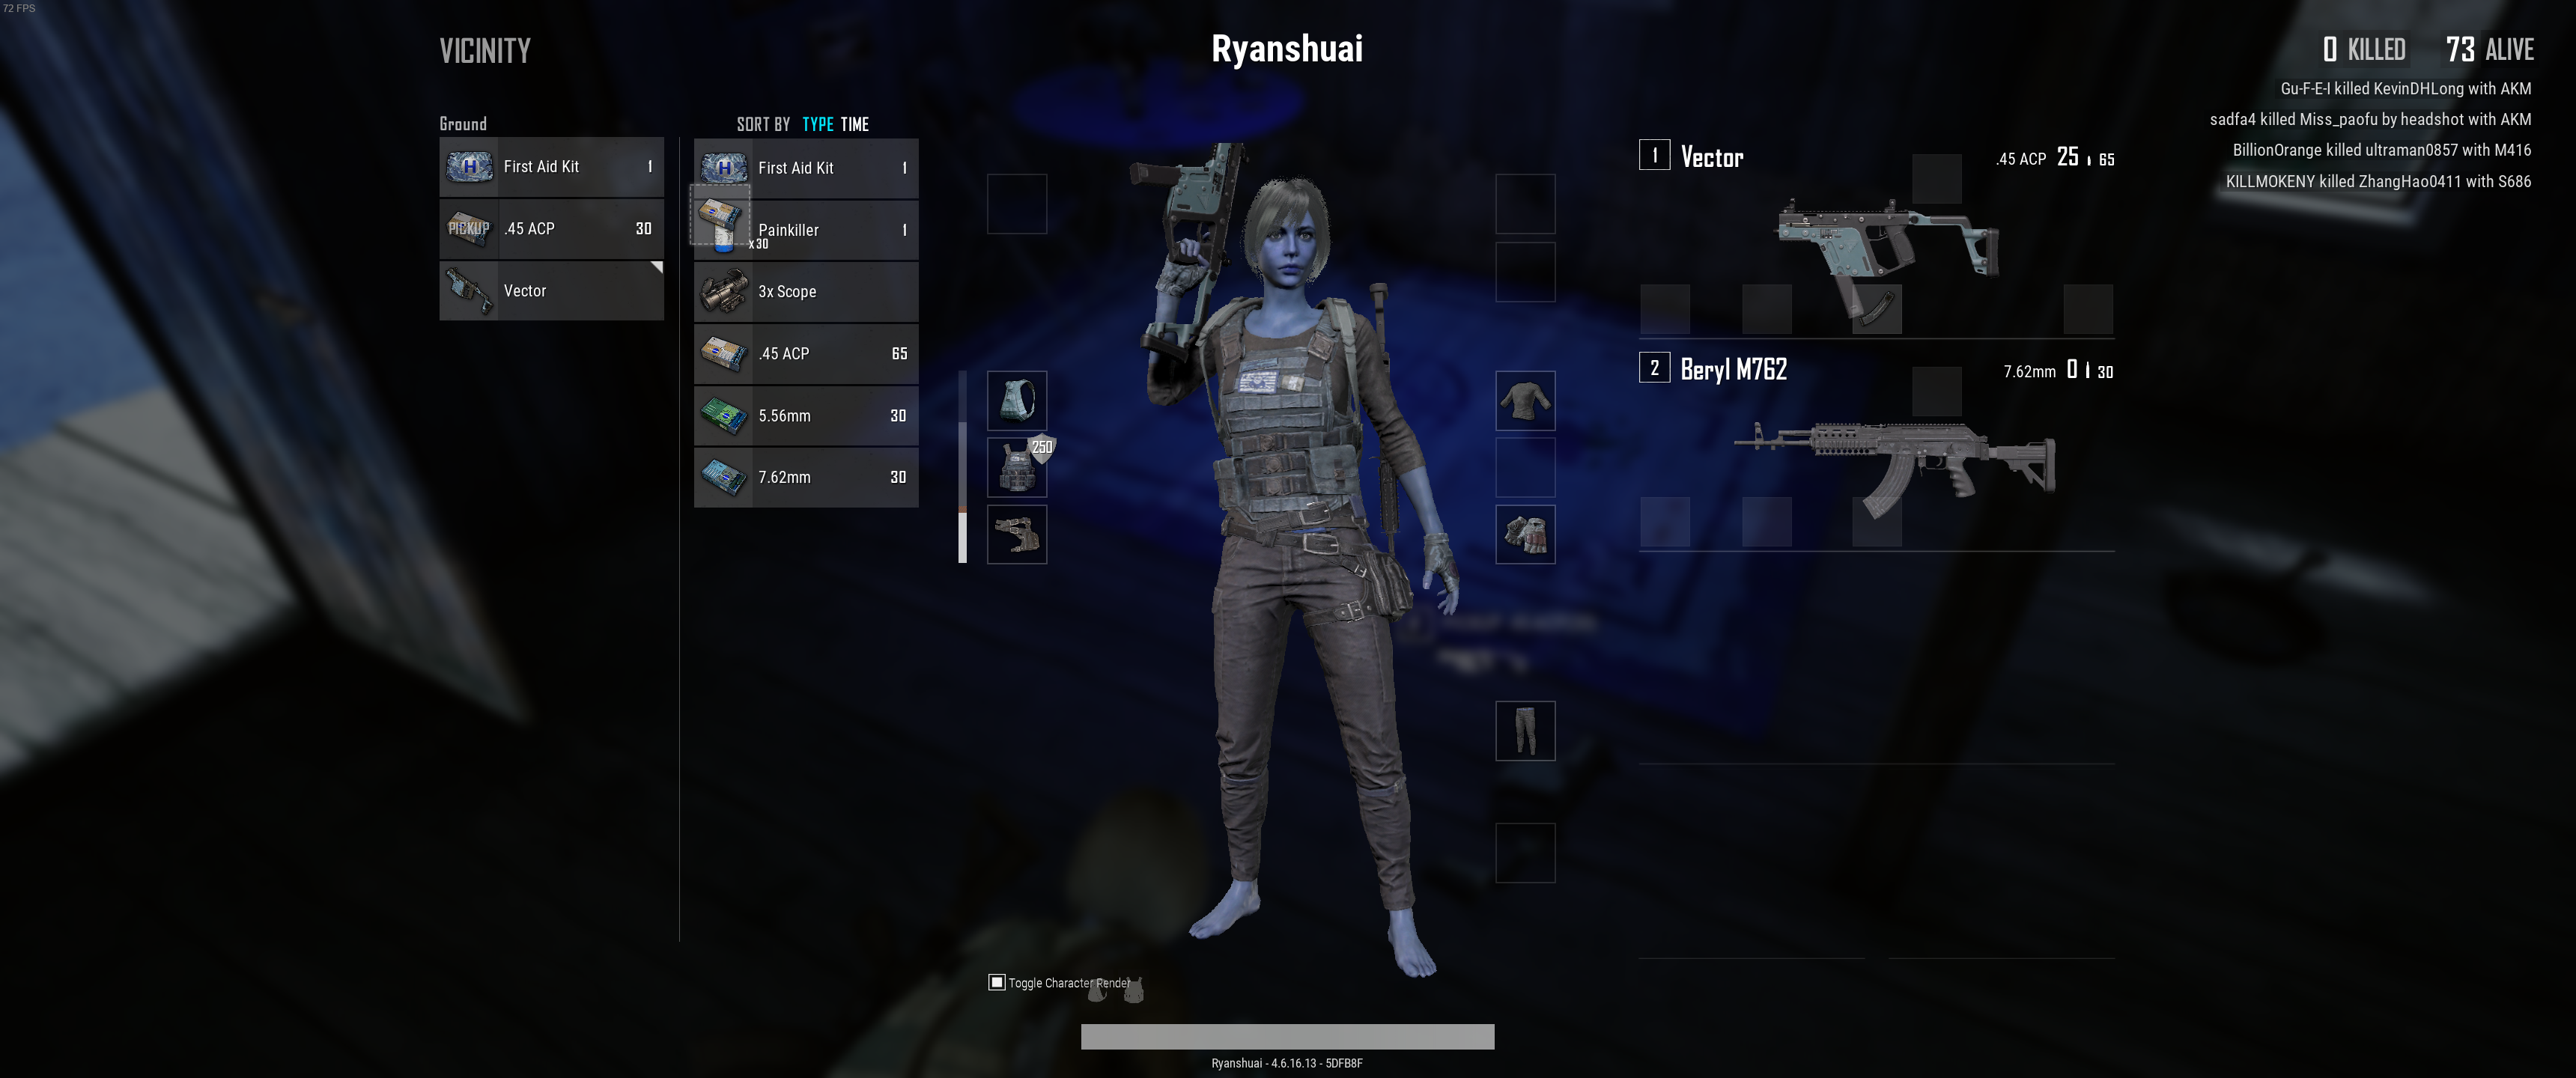 72 FPS
VICINITY
Ryanshuai
0 KILLED 73 ALIVE
Gu-F-E-I killed KevinDHLong with AKM
sadfa4 killed Miss_paofu by headshot with AKM
BillionOrange killed ultraman0857 with M416
KILLMOKENY killed ZhangHao0411 with S686
Ground
First Aid Kit 1
PICKUP .45 ACP 30
Vector
SORT BY TYPE TIME
First Aid Kit 1
Painkiller 1
x30
3x Scope
.45 ACP 65
5.56mm 30
7.62mm 30
250
1 Vector .45 ACP 25 65
2 Beryl M762 7.62mm 0 30
Toggle Character Render
Ryanshuai - 4.6.16.13 - 5DFB8F